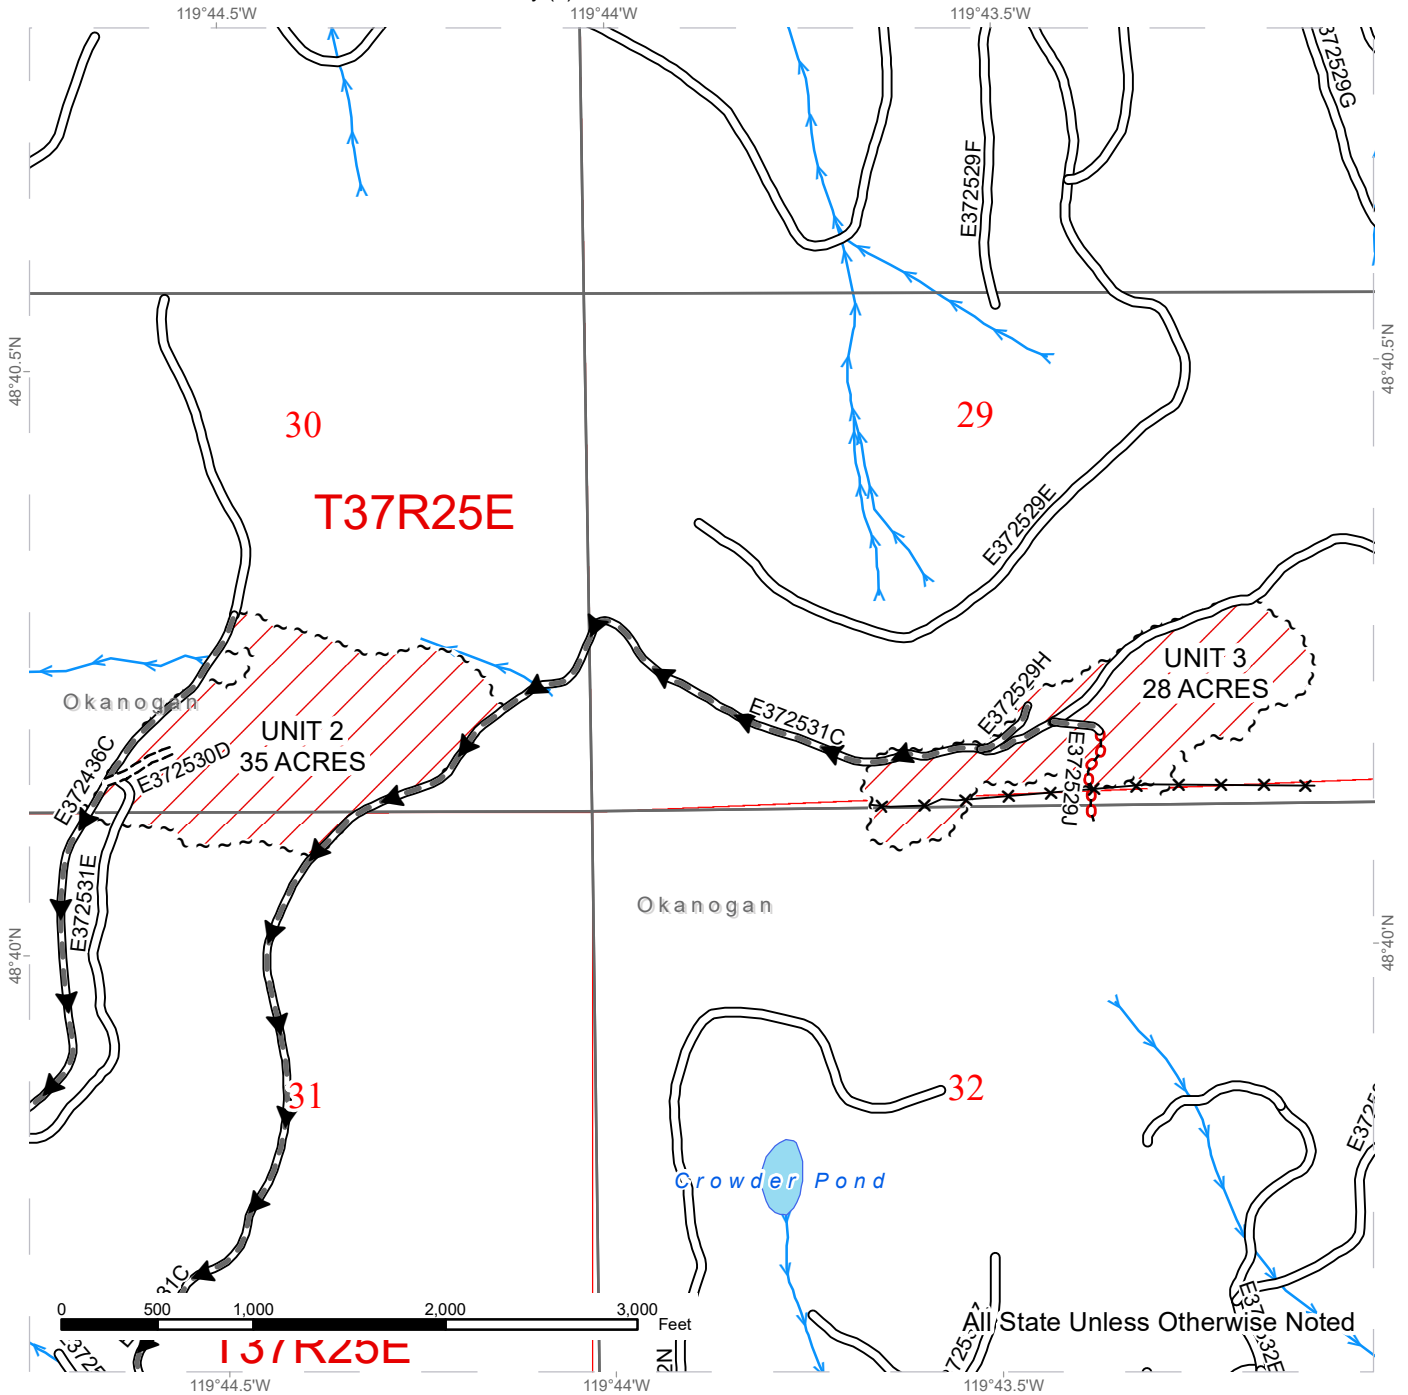 119°44.5'W
119°44'W
119°43.5'W
372529G
E372529F
48°40.5'N
48°40.5'N
30
29
T37R25E
E372529E
Okanogan
UNIT 2
35 ACRES
E372436C
E372530D
E372531C
E372529H
UNIT 3
28 ACRES
E372529J
E372531E
Okanogan
48°40'N
48°40'N
31
32
Crowder Pond
31C
0
500
1,000
2,000
3,000
Feet
All State Unless Otherwise Noted
T37R25E
2N
119°44.5'W
119°44'W
119°43.5'W